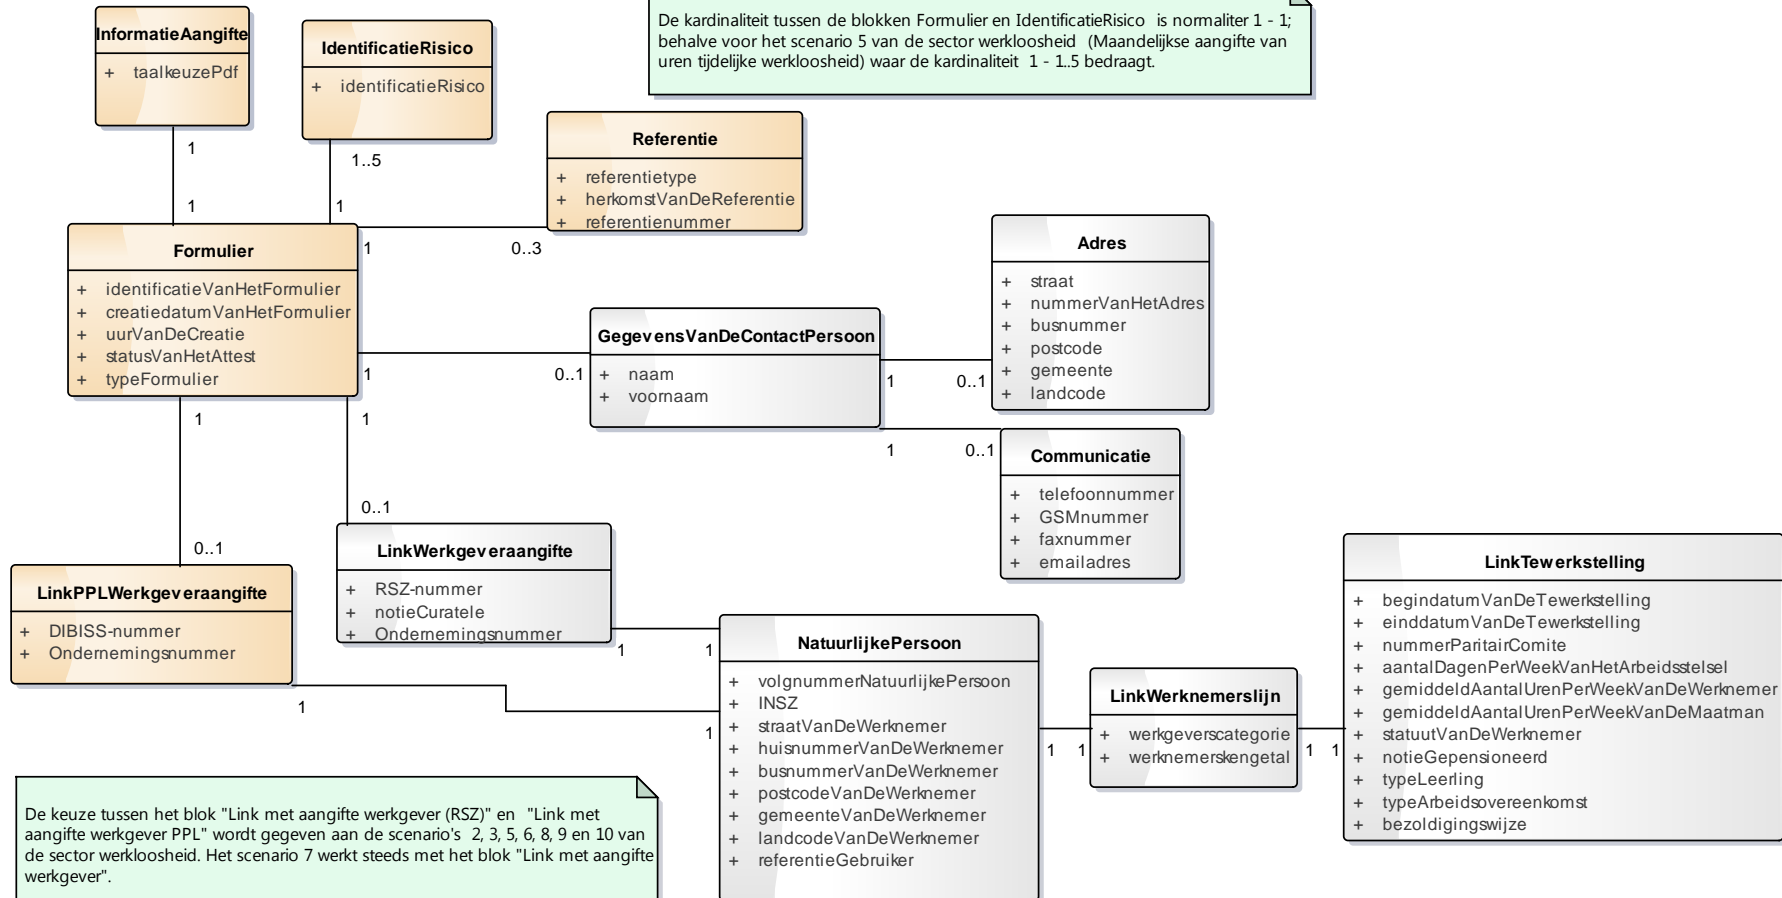 De kardinaliteit tussen de blokken Formulier en IdentificatieRisico is normaliter 1 - 1;
behalve voor het scenario 5 van de sector werkloosheid (Maandelijkse aangifte van
uren tijdelijke werkloosheid) waar de kardinaliteit 1 - 1..5 bedraagt.
InformatieAangifte
+ taalkeuzePdf
IdentificatieRisico
+ identificatieRisico
1
1
1..5
1
Referentie
+ referentietype
+ herkomstVanDeReferentie
+ referentienummer
1
0..3
Formulier
+ identificatieVanHetFormulier
+ creatiedatumVanHetFormulier
+ uurVanDeCreatie
+ statusVanHetAttest
+ typeFormulier
1
0..1
GegevensVanDeContactPersoon
+ naam
+ voornaam
1
0..1
Adres
+ straat
+ nummerVanHetAdres
+ busnummer
+ postcode
+ gemeente
+ landcode
1
0..1
Communicatie
+ telefoonnummer
+ GSMnummer
+ faxnummer
+ emailadres
1
0..1
1
0..1
LinkWerkgeveraangifte
+ RSZ-nummer
+ notieCuratele
+ Ondernemingsnummer
LinkPPLWerkgeveraangifte
+ DIBISS-nummer
+ Ondernemingsnummer
1
1
1
1
NatuurlijkePersoon
+ volgnummerNatuurlijkePersoon
+ INSZ
+ straatVanDeWerknemer
+ huisnummerVanDeWerknemer
+ busnummerVanDeWerknemer
+ postcodeVanDeWerknemer
+ gemeenteVanDeWerknemer
+ landcodeVanDeWerknemer
+ referentieGebruiker
1
1
LinkWerknemerslijn
+ werkgeverscategorie
+ werknemerskengetal
1
1
LinkTewerkstelling
+ begindatumVanDeTewerkstelling
+ einddatumVanDeTewerkstelling
+ nummerParitairComite
+ aantalDagenPerWeekVanHetArbeidsstelsel
+ gemiddeldAantalUrenPerWeekVanDeWerknemer
+ gemiddeldAantalUrenPerWeekVanDeMaatman
+ statuutVanDeWerknemer
+ notieGepensioneerd
+ typeLeerling
+ typeArbeidsovereenkomst
+ bezoldigingswijze
De keuze tussen het blok "Link met aangifte werkgever (RSZ)" en "Link met
aangifte werkgever PPL" wordt gegeven aan de scenario's 2, 3, 5, 6, 8, 9 en 10 van
de sector werkloosheid. Het scenario 7 werkt steeds met het blok "Link met aangifte
werkgever".